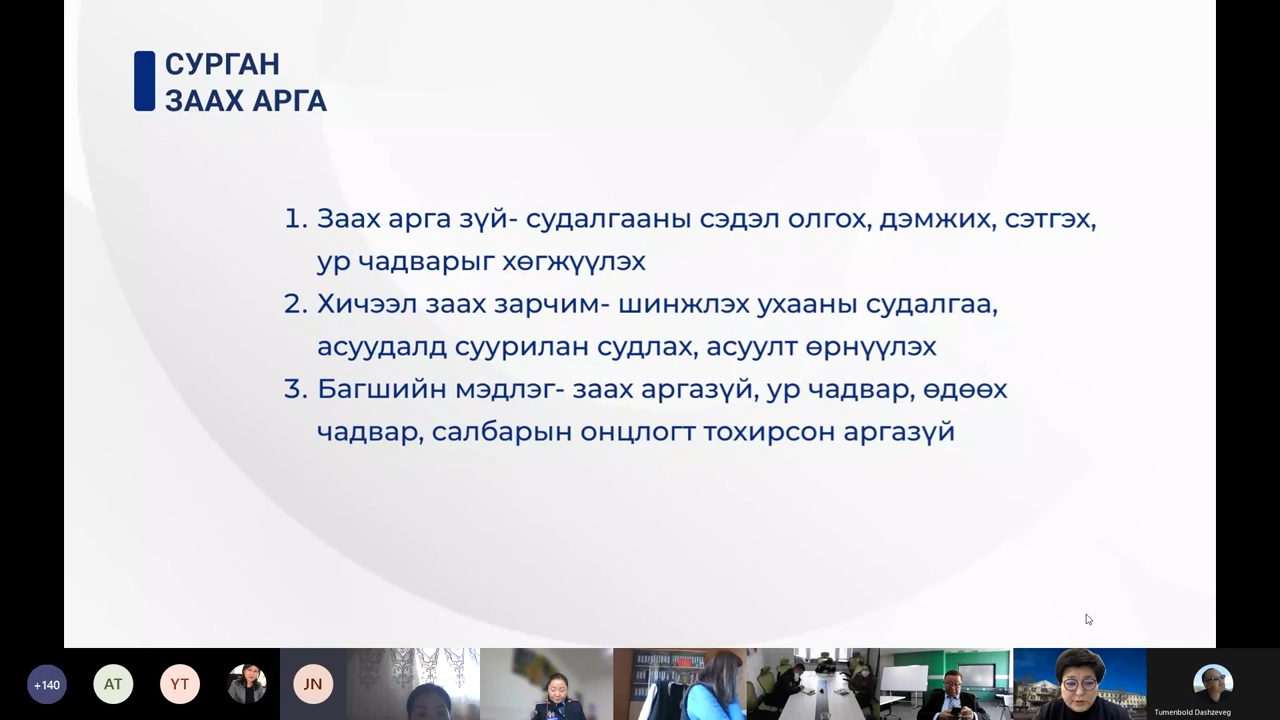 СУРГАН
ЗААХ АРГА
1. Заах арга зүй- судалгааны сэдэл олгох, дэмжих, сэтгэх,
ур чадварыг хөгжүүлэх
2. Хичээл заах зарчим- шинжлэх ухааны судалгаа,
асуудалд суурилан судлах, асуулт өрнүүлэх
3. Багшийн мэдлэг- заах аргазүй, ур чадвар, өдөөх
чадвар, салбарын онцлогт тохирсон аргазүй
+140
AT
YT
JN
Tumenbold Dashzeveg